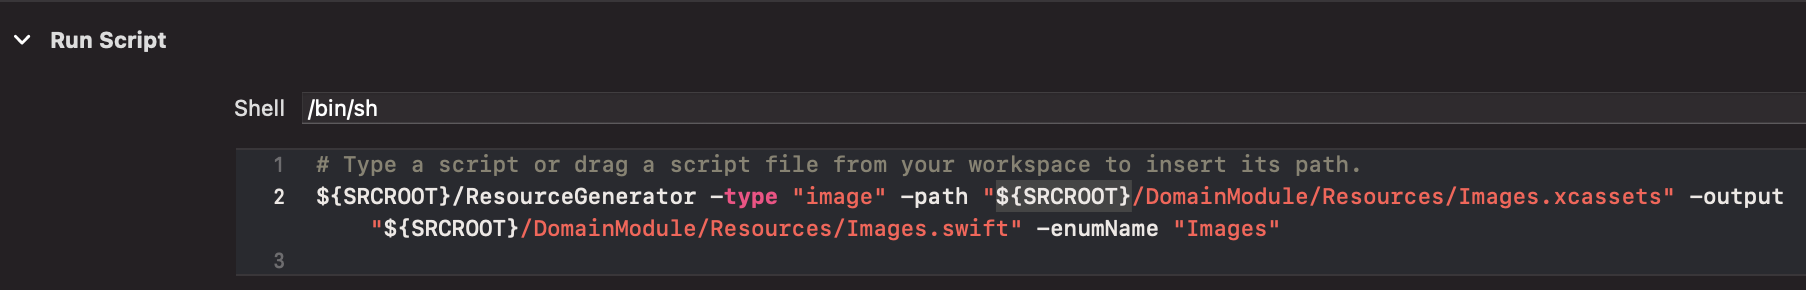 Run Script
Shell /bin/sh
1 # Type a script or drag a script file from your workspace to insert its path.
2 ${SRCROOT}/ResourceGenerator -type "image" -path "${SRCROOT}/DomainModule/Resources/Images.xcassets" -output
"${SRCROOT}/DomainModule/Resources/Images.swift" -enumName "Images"
3